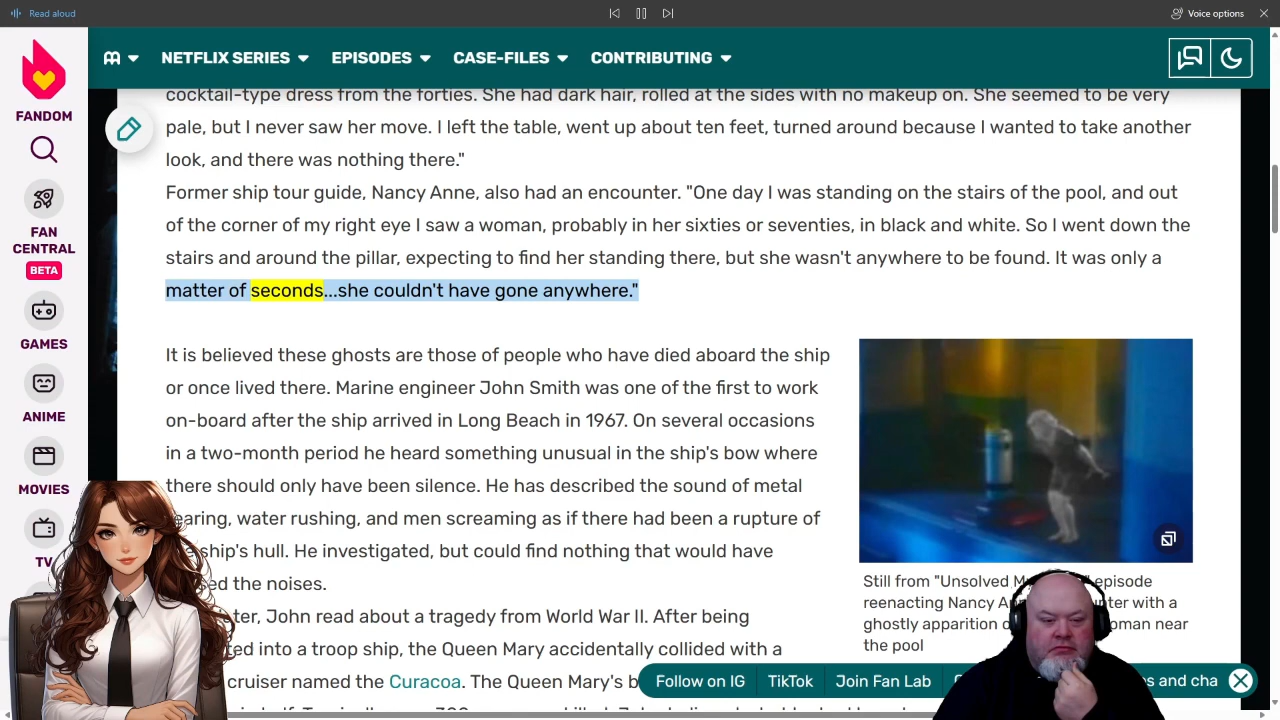 Read aloud
Voice options
FANDOM
FAN
CENTRAL
BETA
GAMES
ANIME
MOVIES
TV
NETFLIX SERIES
EPISODES
CASE-FILES
CONTRIBUTING
cocktail-type dress from the forties. She had dark hair, rolled at the sides with no makeup on. She seemed to be very
pale, but I never saw her move. I left the table, went up about ten feet, turned around because I wanted to take another
look, and there was nothing there."
Former ship tour guide, Nancy Anne, also had an encounter. "One day I was standing on the stairs of the pool, and out
of the corner of my right eye I saw a woman, probably in her sixties or seventies, in black and white. So I went down the
stairs and around the pillar, expecting to find her standing there, but she wasn't anywhere to be found. It was only a
matter of seconds...she couldn't have gone anywhere."
It is believed these ghosts are those of people who have died aboard the ship
or once lived there. Marine engineer John Smith was one of the first to work
on-board after the ship arrived in Long Beach in 1967. On several occasions
in a two-month period he heard something unusual in the ship's bow where
there should only have been silence. He has described the sound of metal
tearing, water rushing, and men screaming as if there had been a rupture of
ship's hull. He investigated, but could find nothing that would have
the noises.
John read about a tragedy from World War II. After being
into a troop ship, the Queen Mary accidentally collided with a
cruiser named the Curacoa. The Queen Mary's
Still from "Unsolved episode
reenacting Nancy with a
ghostly apparition near
the pool
Follow on IG
TikTok
Join Fan Lab